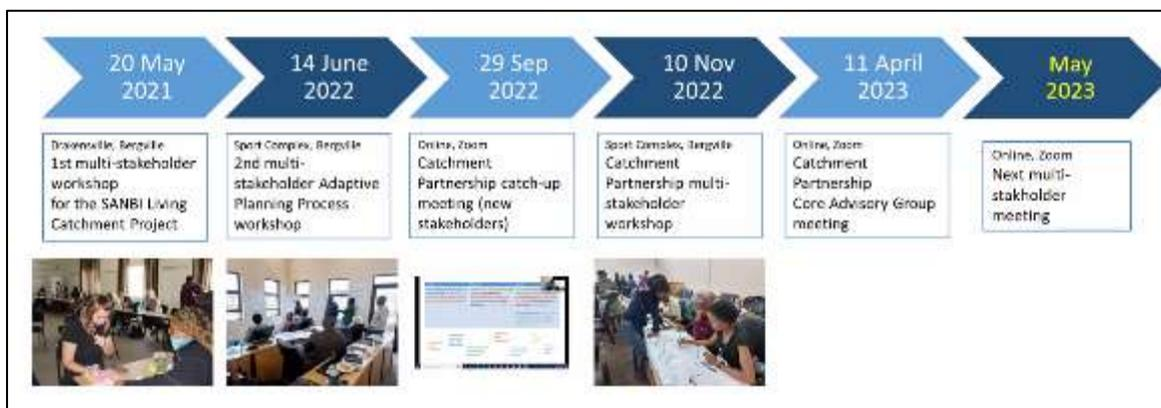 20 May
2021
Drakensville, Bergville
1st multi-stakeholder
workshop
for the SANBI Living
Catchment Project
14 June
2022
Sport Complex, Bergville
2nd multi-
stakeholder Adaptive
Planning Process
workshop
29 Sep
2022
Online, Zoom
Catchment
Partnership catch-up
meeting (new
stakeholders)
10 Nov
2022
Sport Complex, Bergville
Catchment
Partnership multi-
stakeholder
workshop
11 April
2023
Online, Zoom
Catchment
Partnership
Core Advisory Group
meeting
May
2023
Online, Zoom
Next multi-
stakholder
meeting